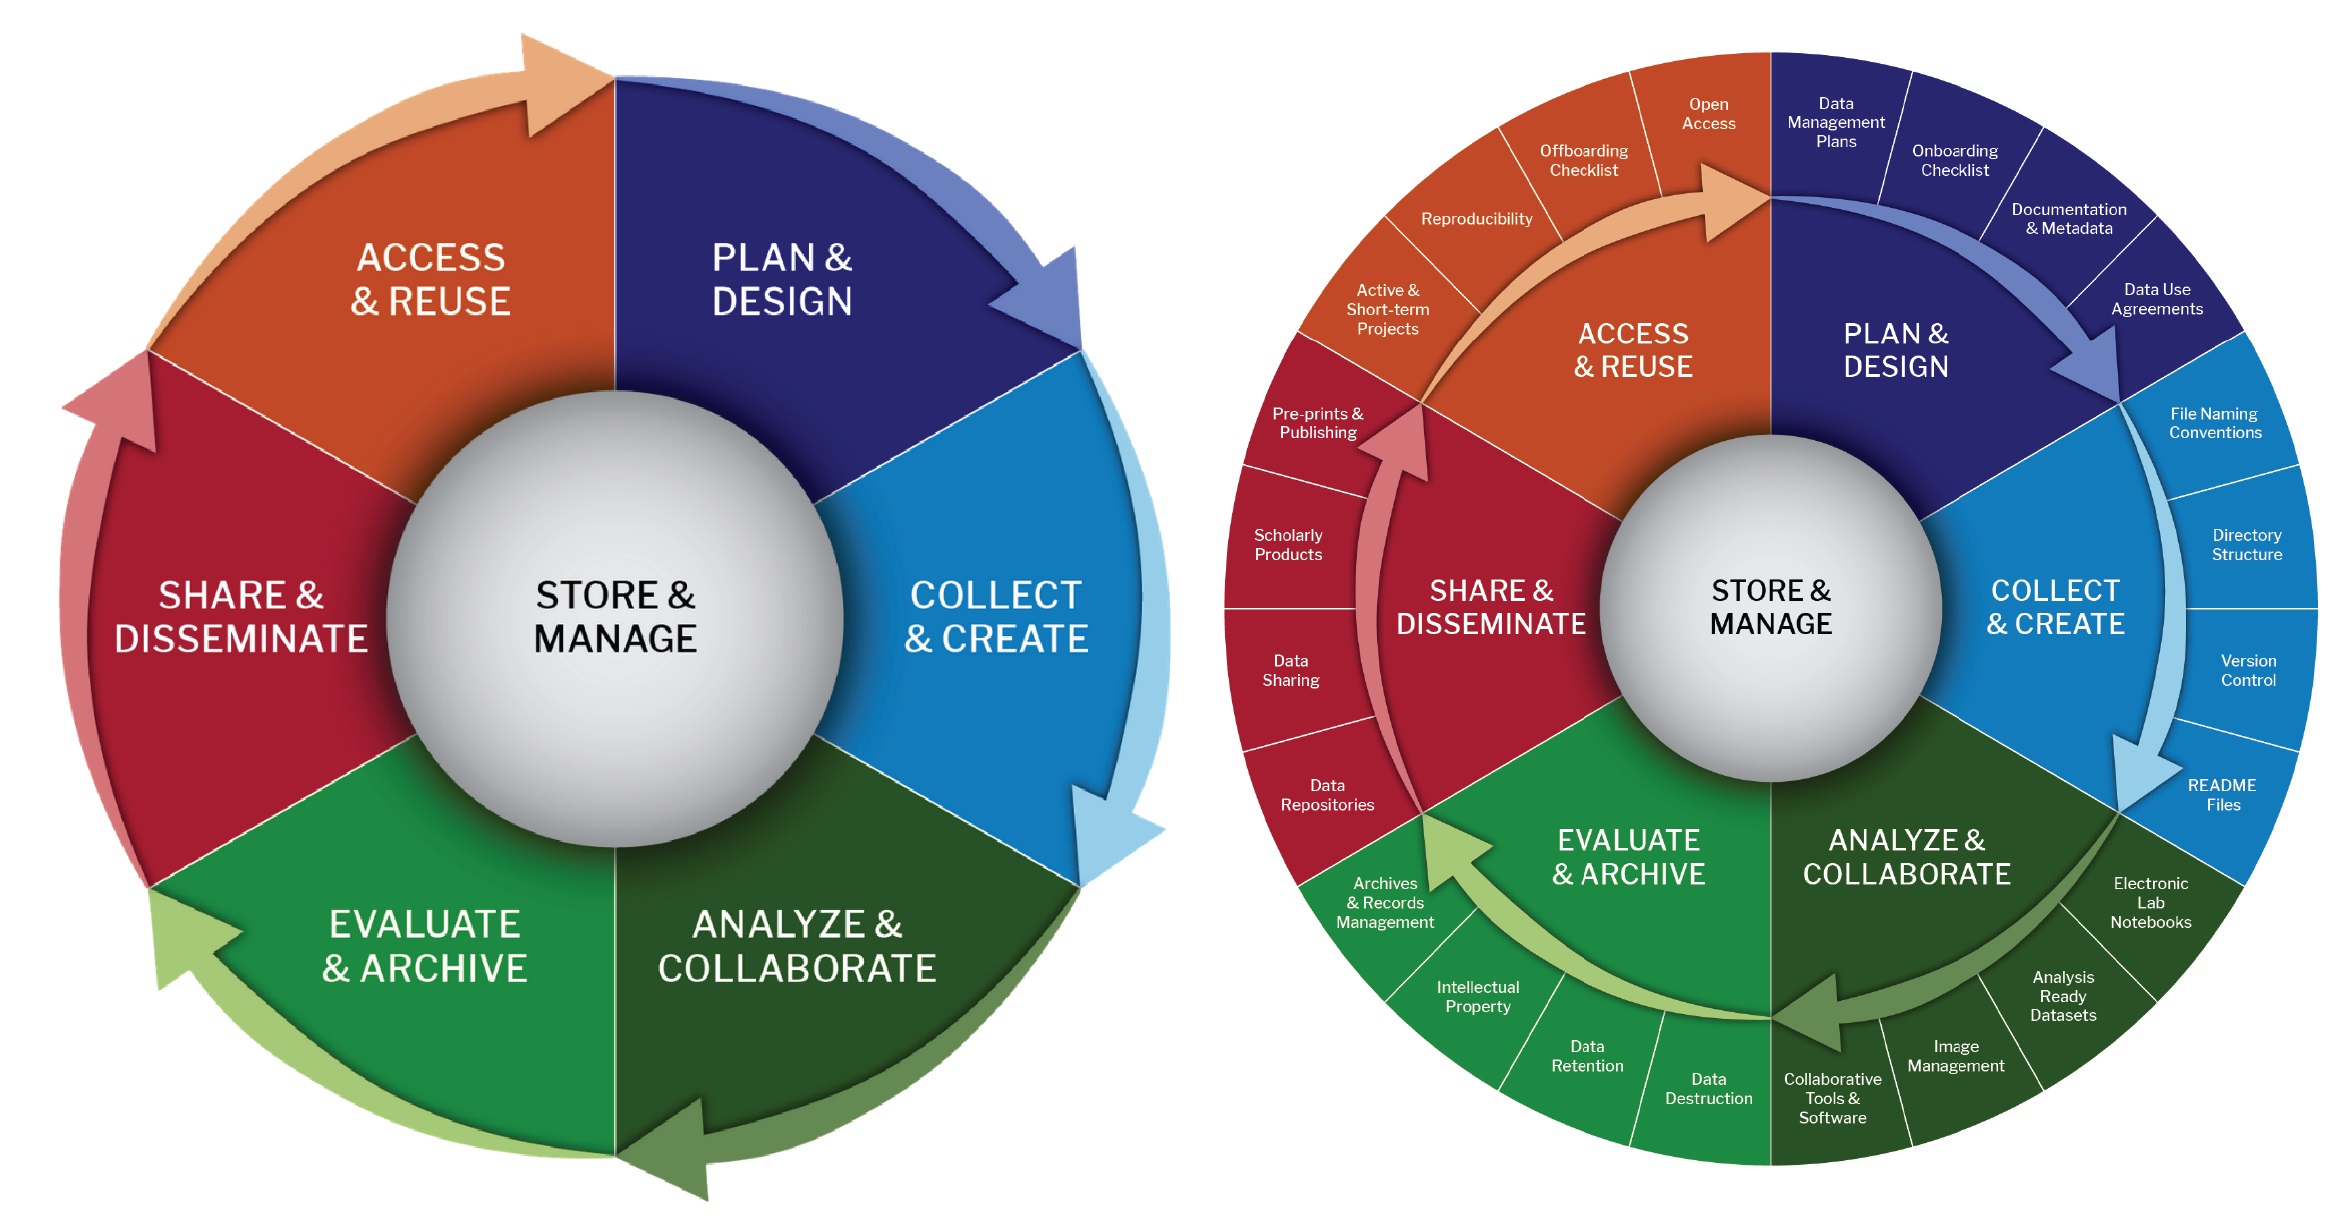 ACCESS
& REUSE
PLAN &
DESIGN
SHARE &
DISSEMINATE
STORE &
MANAGE
COLLECT
& CREATE
EVALUATE
& ARCHIVE
ANALYZE &
COLLABORATE
Open
Access
Data
Management
Plans
Offboarding
Checklist
Onboarding
Checklist
Reproducibility
Documentation
& Metadata
Active &
Short-term
Projects
Data Use
Agreements
ACCESS
& REUSE
PLAN &
DESIGN
Pre-prints &
Publishing
File Naming
Conventions
Scholarly
Products
Directory
Structure
SHARE &
DISSEMINATE
STORE &
MANAGE
COLLECT
& CREATE
Data
Sharing
Version
Control
Data
Repositories
README
Files
EVALUATE
& ARCHIVE
ANALYZE &
COLLABORATE
Archives
& Records
Management
Electronic
Lab
Notebooks
Intellectual
Property
Analysis
Ready
Datasets
Data
Retention
Image
Management
Data
Destruction
Collaborative
Tools &
Software